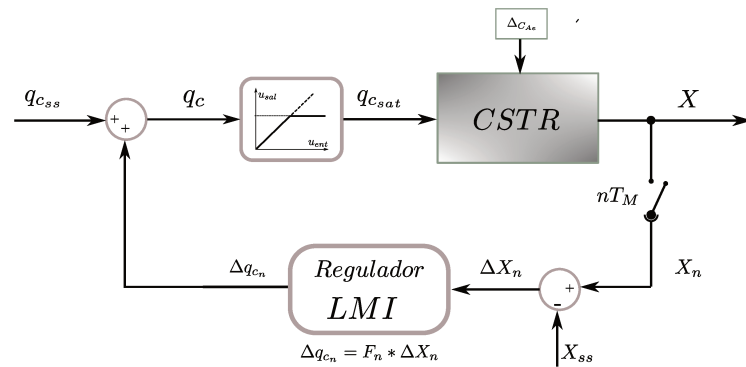 Δ_{C_{Ae}}
q_{c_{ss}}
+
+
q_c
u_{sal}
u_{ent}
q_{c_{sat}}
CSTR
X
nT_M
Δq_{c_n}
Regulador
LMI
ΔX_n
+
-
X_n
Δq_{c_n} = F_n * ΔX_n
X_{ss}